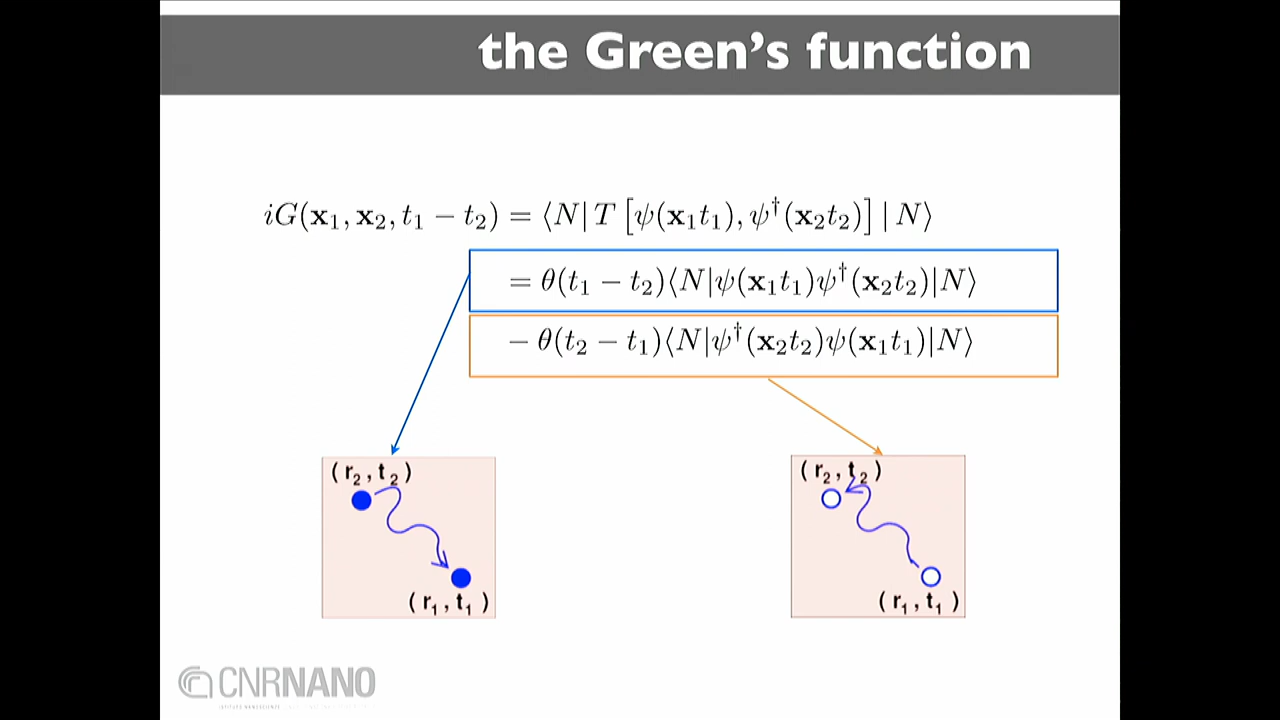 the Green's function
iG(x₁, x₂, t₁ − t₂) = ⟨N| T [ψ(x₁t₁), ψ†(x₂t₂)] | N⟩
= θ(t₁ − t₂)⟨N|ψ(x₁t₁)ψ†(x₂t₂)|N⟩
− θ(t₂ − t₁)⟨N|ψ†(x₂t₂)ψ(x₁t₁)|N⟩
(r₂,t₂)
(r₁,t₁)
(r₂,t₂)
(r₁,t₁)
CNRNANO